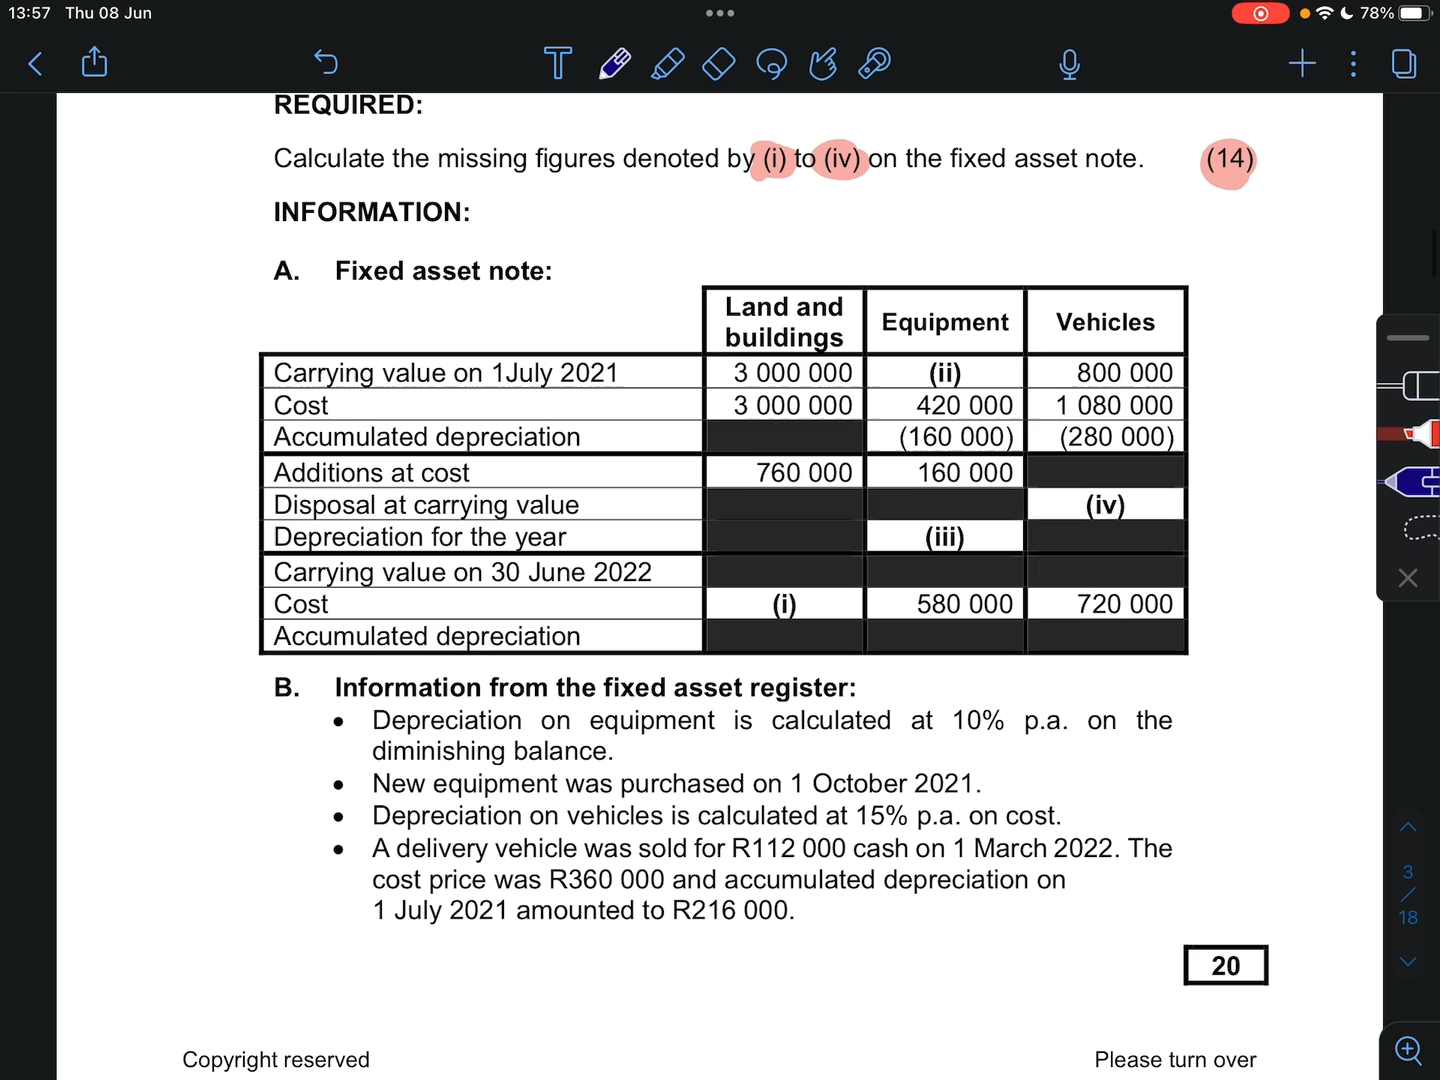 13:57 Thu 08 Jun
78%
REQUIRED:
Calculate the missing figures denoted by (i) to (iv) on the fixed asset note. (14)
INFORMATION:
A. Fixed asset note:
Land and buildings Equipment Vehicles
Carrying value on 1July 2021 3 000 000 (ii) 800 000
Cost 3 000 000 420 000 1 080 000
Accumulated depreciation (160 000) (280 000)
Additions at cost 760 000 160 000
Disposal at carrying value (iv)
Depreciation for the year (iii)
Carrying value on 30 June 2022
Cost (i) 580 000 720 000
Accumulated depreciation
B. Information from the fixed asset register:
• Depreciation on equipment is calculated at 10% p.a. on the
diminishing balance.
• New equipment was purchased on 1 October 2021.
• Depreciation on vehicles is calculated at 15% p.a. on cost.
• A delivery vehicle was sold for R112 000 cash on 1 March 2022. The
cost price was R360 000 and accumulated depreciation on
1 July 2021 amounted to R216 000.
3
/
18
20
Copyright reserved Please turn over